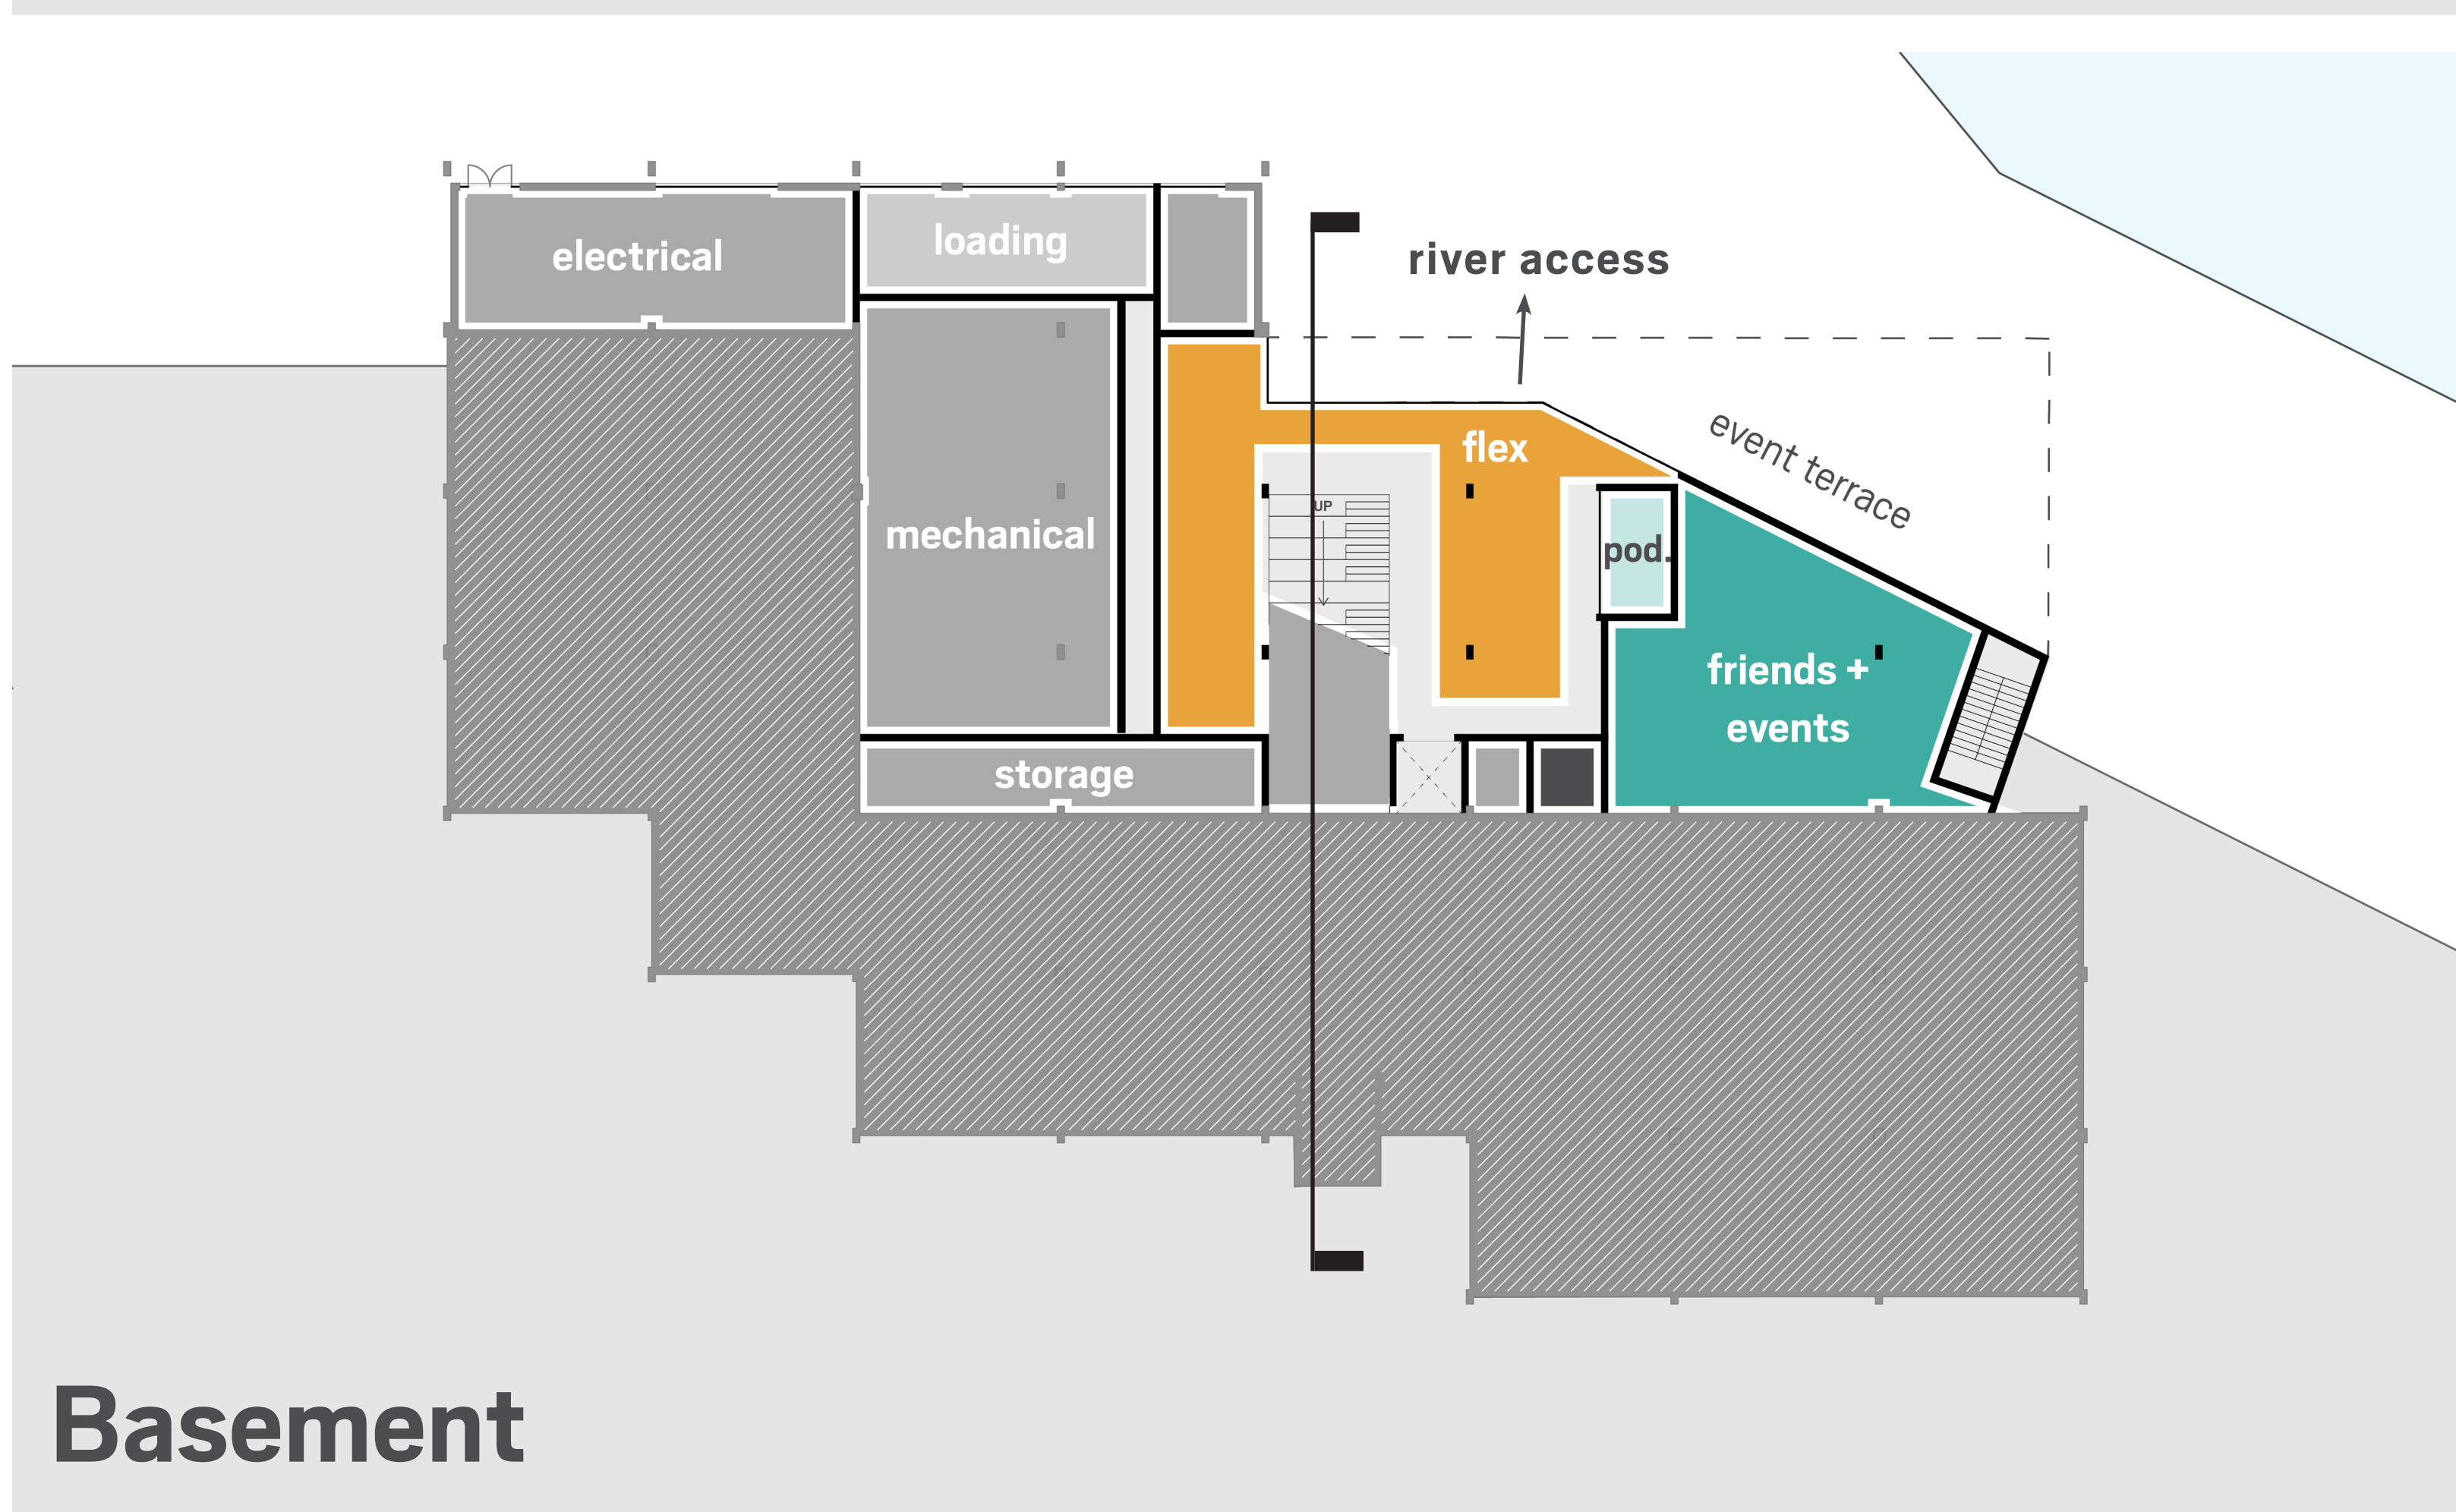 electrical
loading
river access
flex
event terrace
UP
mechanical
pod.
friends +
events
storage
Basement